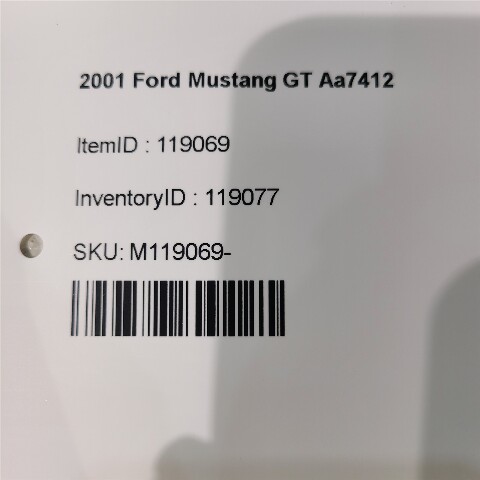 2001 Ford Mustang GT Aa7412
ItemID : 119069
InventoryID : 119077
SKU: M119069-